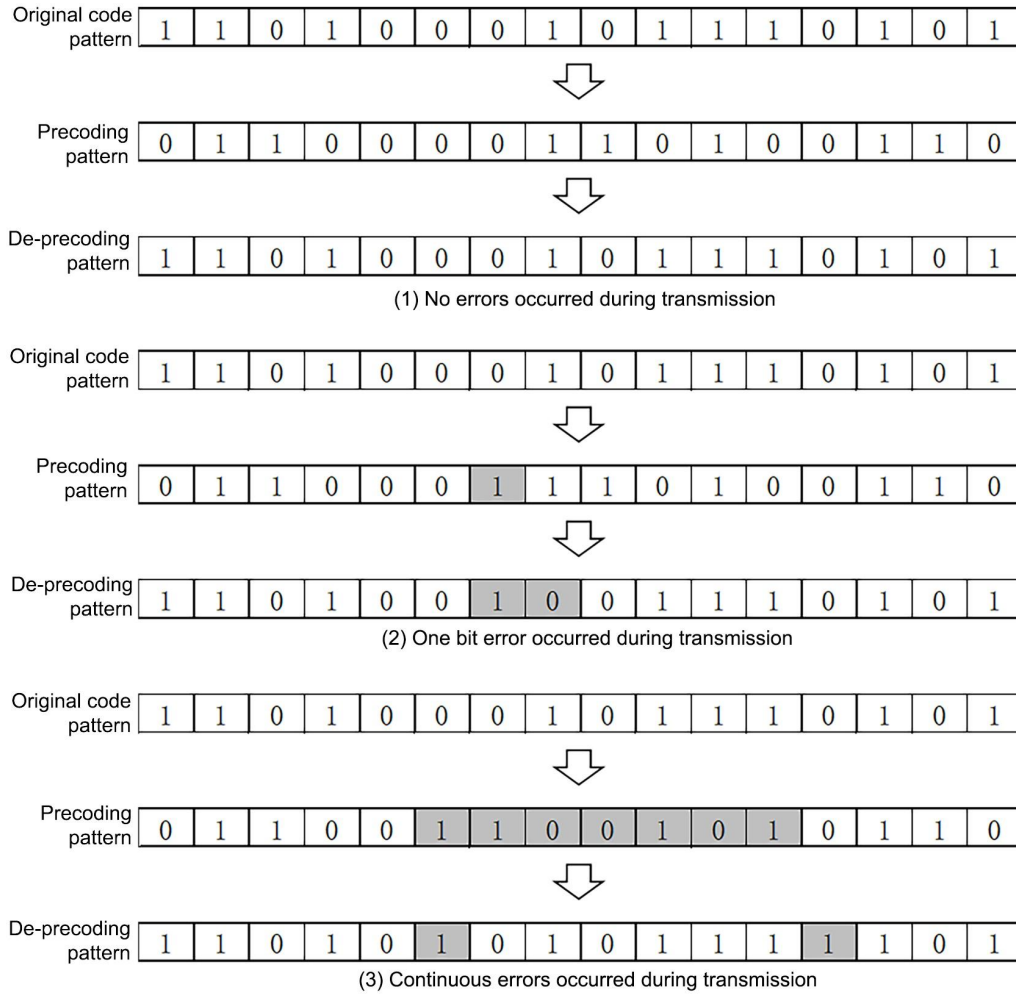 Original code
pattern
1 1 0 1 0 0 0 1 0 1 1 1 0 1 0 1
Precoding
pattern
0 1 1 0 0 0 0 1 1 0 1 0 0 1 1 0
De-precoding
pattern
1 1 0 1 0 0 0 1 0 1 1 1 0 1 0 1
(1) No errors occurred during transmission
Original code
pattern
1 1 0 1 0 0 0 1 0 1 1 1 0 1 0 1
Precoding
pattern
0 1 1 0 0 0 1 1 1 0 1 0 0 1 1 0
De-precoding
pattern
1 1 0 1 0 0 1 0 0 1 1 1 0 1 0 1
(2) One bit error occurred during transmission
Original code
pattern
1 1 0 1 0 0 0 1 0 1 1 1 0 1 0 1
Precoding
pattern
0 1 1 0 0 1 1 0 0 1 0 1 0 1 1 0
De-precoding
pattern
1 1 0 1 0 1 0 1 0 1 1 1 1 1 0 1
(3) Continuous errors occurred during transmission